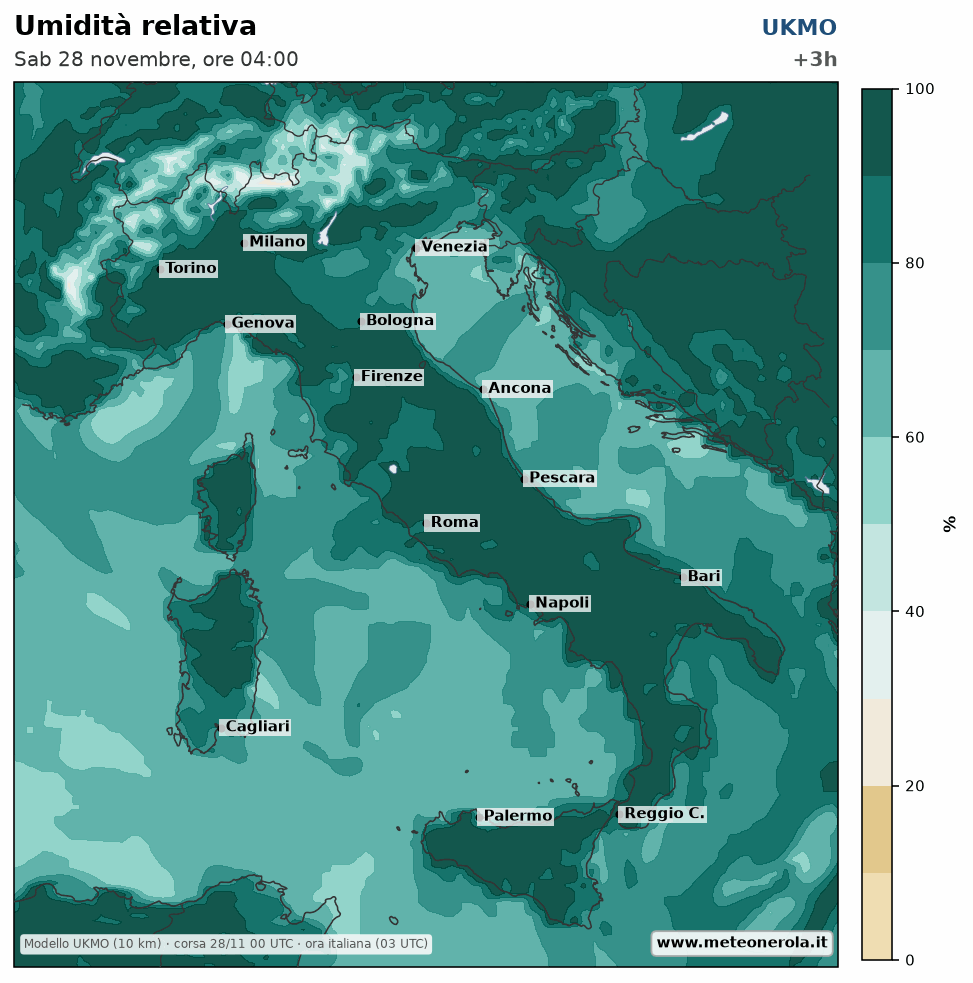 Umidità relativa
UKMO
Sab 28 novembre, ore 04:00
+3h
100
80
60
40
20
0
%
Milano
Venezia
Torino
Genova
Bologna
Firenze
Ancona
Pescara
Roma
Bari
Napoli
Cagliari
Palermo
Reggio C.
Modello UKMO (10 km) · corsa 28/11 00 UTC · ora italiana (03 UTC)
www.meteonerola.it